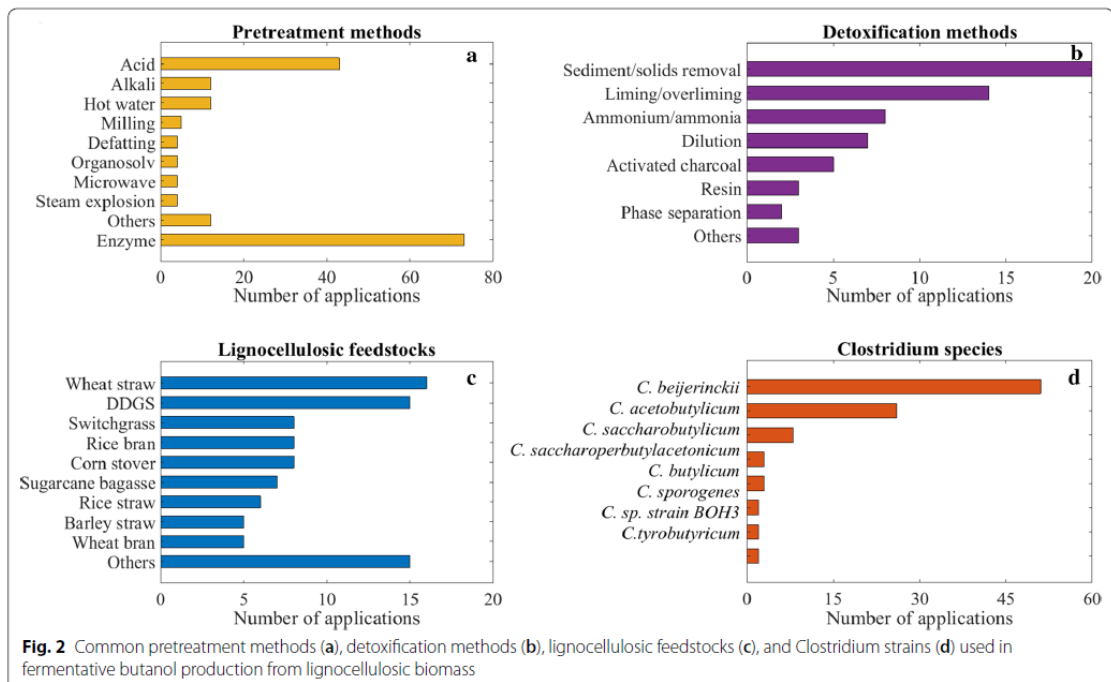 Pretreatment methods
a
Acid
Alkali
Hot water
Milling
Defatting
Organosolv
Microwave
Steam explosion
Others
Enzyme
0 20 40 60 80
Number of applications
Detoxification methods
b
Sediment/solids removal
Liming/overliming
Ammonium/ammonia
Dilution
Activated charcoal
Resin
Phase separation
Others
0 5 10 15 20
Number of applications
Lignocellulosic feedstocks
c
Wheat straw
DDGS
Switchgrass
Rice bran
Corn stover
Sugarcane bagasse
Rice straw
Barley straw
Wheat bran
Others
0 5 10 15 20
Number of applications
Clostridium species
d
C. beijerinckii
C. acetobutylicum
C. saccharobutylicum
C. saccharoperbutylacetonicum
C. butylicum
C. sporogenes
C. sp. strain BOH3
C.tyrobutyricum
0 15 30 45 60
Number of applications
Fig. 2 Common pretreatment methods (a), detoxification methods (b), lignocellulosic feedstocks (c), and Clostridium strains (d) used in
fermentative butanol production from lignocellulosic biomass